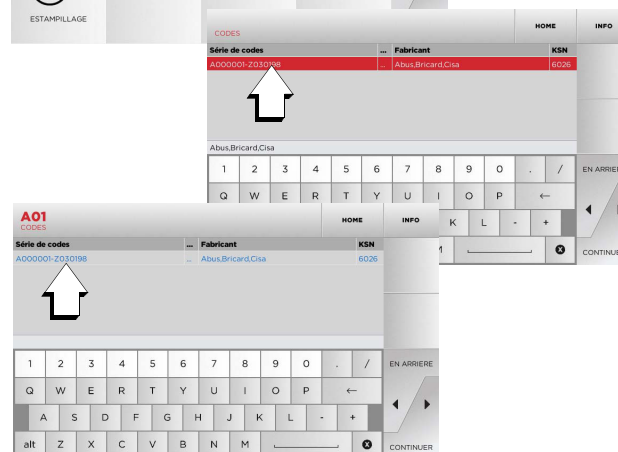 ESTAMPILLAGE
CODES
HOME
INFO
Série de codes ... Fabricant KSN
A000001-Z030198 ... Abus,Bricard,Cisa 6026
Abus,Bricard,Cisa
1 2 3 4 5 6 7 8 9 0 . /
EN ARRIE
Q W E R T Y U I O P ←
K L - +
CONTINUE
A01
CODES
HOME
INFO
Série de codes ... Fabricant KSN
A000001-Z030198 ... Abus,Bricard,Cisa 6026
1 2 3 4 5 6 7 8 9 0 . /
EN ARRIERE
Q W E R T Y U I O P ←
A S D F G H J K L - +
alt Z X C V B N M
CONTINUER